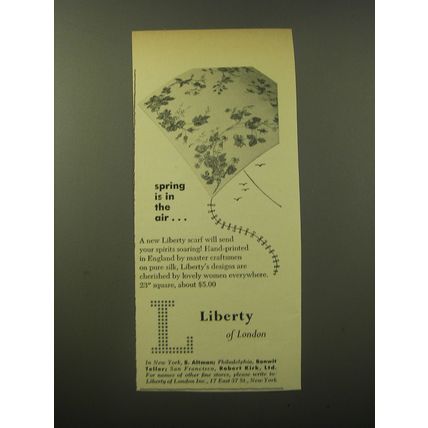 spring
is in
the
air . . .
A new Liberty scarf will send
your spirits soaring! Hand-printed
in England by master craftsmen
on pure silk, Liberty's designs are
cherished by lovely women everywhere.
23" square, about $5.00
L
Liberty
of London
In New York, B. Altman; Philadelphia, Bonwit
Teller; San Francisco, Robert Kirk, Ltd.
For names of other fine stores, please write to
Liberty of London Inc., 17 East 37 St., New York